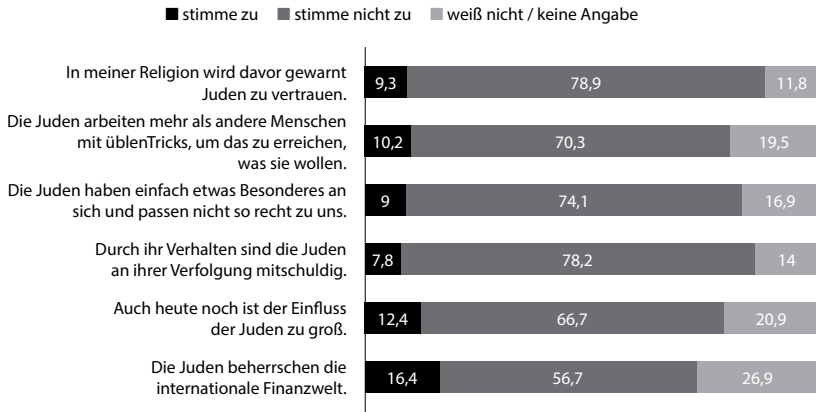 stimme zu stimme nicht zu weiß nicht / keine Angabe
In meiner Religion wird davor gewarnt
Juden zu vertrauen.
9,3 78,9 11,8
Die Juden arbeiten mehr als andere Menschen
mit üblenTricks, um das zu erreichen,
was sie wollen.
10,2 70,3 19,5
Die Juden haben einfach etwas Besonderes an
sich und passen nicht so recht zu uns.
9 74,1 16,9
Durch ihr Verhalten sind die Juden
an ihrer Verfolgung mitschuldig.
7,8 78,2 14
Auch heute noch ist der Einfluss
der Juden zu groß.
12,4 66,7 20,9
Die Juden beherrschen die
internationale Finanzwelt.
16,4 56,7 26,9